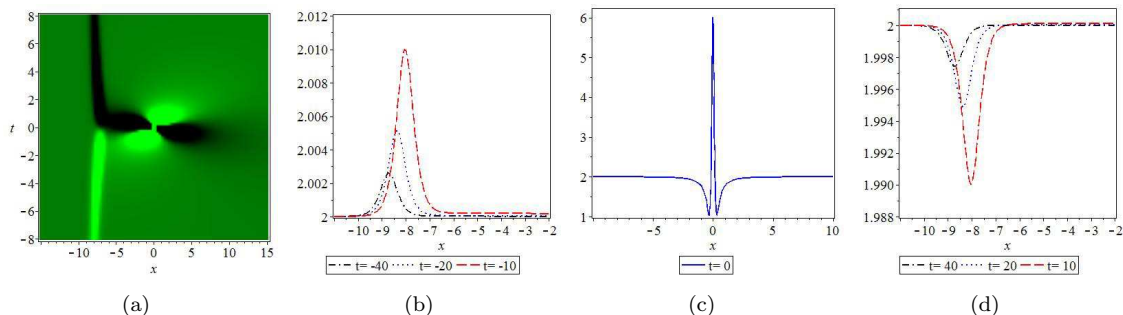 8
6
4
2
t 0
-2
-4
-6
-8
-15 -10 -5 0 5 10 15
x
(a)
2.012
2.010
2.008
2.006
2.005
2.004
2.002
2
-10 -9 -8 -7 -6 -5 -4 -3 -2
x
t= -40 t= -20 t= -10
(b)
6
5
4
3
2
1
-5 0 5 10
x
t= 0
(c)
2
1.998
1.996
1.994
1.992
1.990
1.988
-10 -9 -8 -7 -6 -5 -4 -3 -2
x
t= 40 t= 20 t= 10
(d)